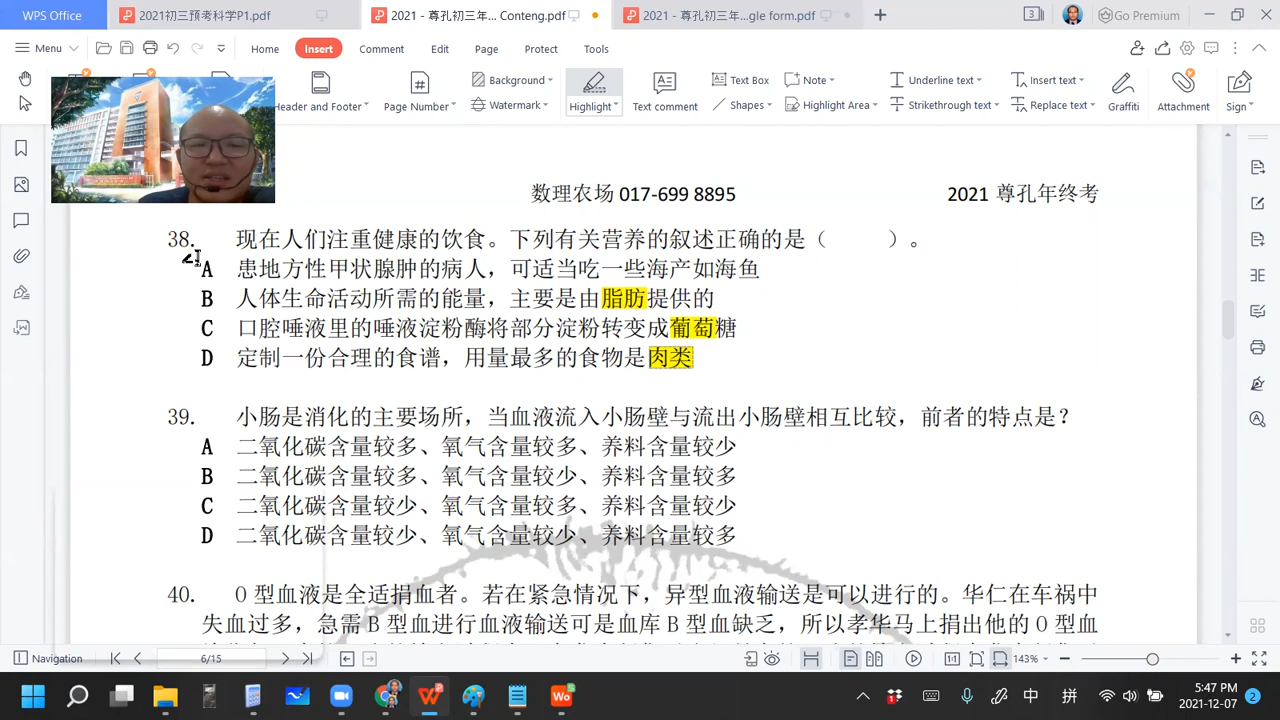 WPS Office
2021初三预考科学P1.pdf
2021 - 尊孔初三年... Conteng.pdf
2021 - 尊孔初三年...gle form.pdf
3
Go Premium
Menu
Home
Insert
Comment
Edit
Page
Protect
Tools
Header and Footer
Page Number
Background
Watermark
Highlight
Text comment
Text Box
Shapes
Note
Highlight Area
Underline text
Strikethrough text
Insert text
Replace text
Graffiti
Attachment
Sign
数理农场 017-699 8895
2021 尊孔年终考
38. 现在人们注重健康的饮食。下列有关营养的叙述正确的是（ ）。
A 患地方性甲状腺肿的病人，可适当吃一些海产如海鱼
B 人体生命活动所需的能量，主要是由脂肪提供的
C 口腔唾液里的唾液淀粉酶将部分淀粉转变成葡萄糖
D 定制一份合理的食谱，用量最多的食物是肉类
39. 小肠是消化的主要场所，当血液流入小肠壁与流出小肠壁相互比较，前者的特点是？
A 二氧化碳含量较多、氧气含量较多、养料含量较少
B 二氧化碳含量较多、氧气含量较少、养料含量较多
C 二氧化碳含量较少、氧气含量较多、养料含量较少
D 二氧化碳含量较少、氧气含量较少、养料含量较多
40. O 型血液是全适捐血者。若在紧急情况下，异型血液输送是可以进行的。华仁在车祸中
失血过多，急需 B 型血进行血液输送可是血库 B 型血缺乏，所以孝华马上捐出他的 O 型血
Navigation
6/15
143%
中
拼
5:47 PM
2021-12-07
2